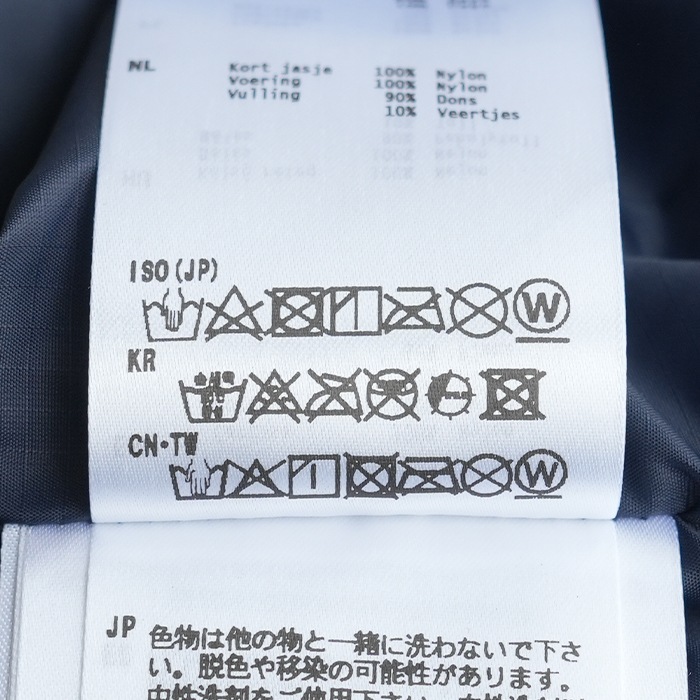 NL Kort jasje 100% Nylon
Voering 100% Nylon
Vulling 90% Dons
10% Veertjes
ISO(JP)
W
KR
CN·TW
W
JP 色物は他の物と一緒に洗わないで下さ
い。脱色や移染の可能性があります。